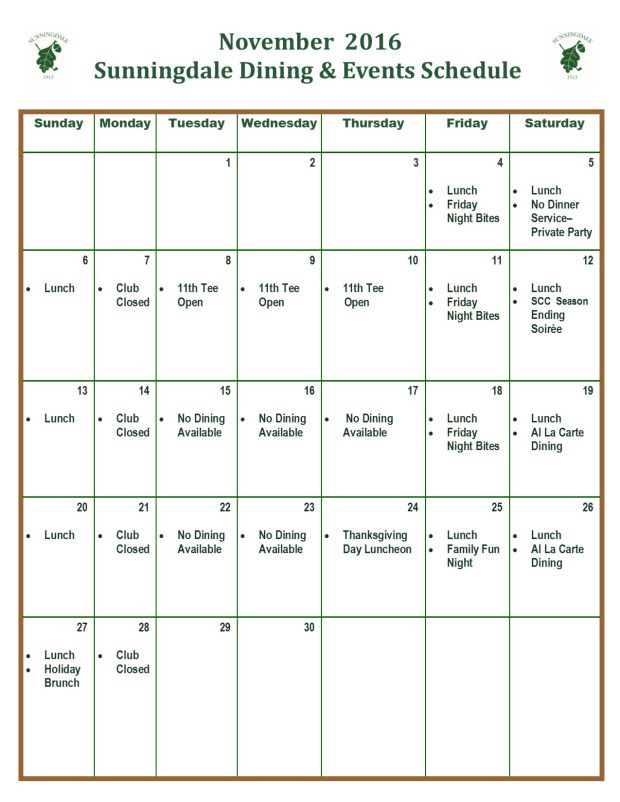 SUNNINGDALE
1913
November 2016
SUNNINGDALE
1913
Sunningdale Dining & Events Schedule
Sunday Monday Tuesday Wednesday Thursday Friday Saturday
1 2 3 4 5
• Lunch
• Friday
Night Bites
• Lunch
• No Dinner
Service–
Private Party
6 7 8 9 10 11 12
• Lunch
• Club
Closed
• 11th Tee
Open
• 11th Tee
Open
• 11th Tee
Open
• Lunch
• Friday
Night Bites
• Lunch
• SCC Season
Ending
Soirée
13 14 15 16 17 18 19
• Lunch
• Club
Closed
• No Dining
Available
• No Dining
Available
• No Dining
Available
• Lunch
• Friday
Night Bites
• Lunch
• Al La Carte
Dining
20 21 22 23 24 25 26
• Lunch
• Club
Closed
• No Dining
Available
• No Dining
Available
• Thanksgiving
Day Luncheon
• Lunch
• Family Fun
Night
• Lunch
• Al La Carte
Dining
27 28 29 30
• Lunch
• Holiday
Brunch
• Club
Closed